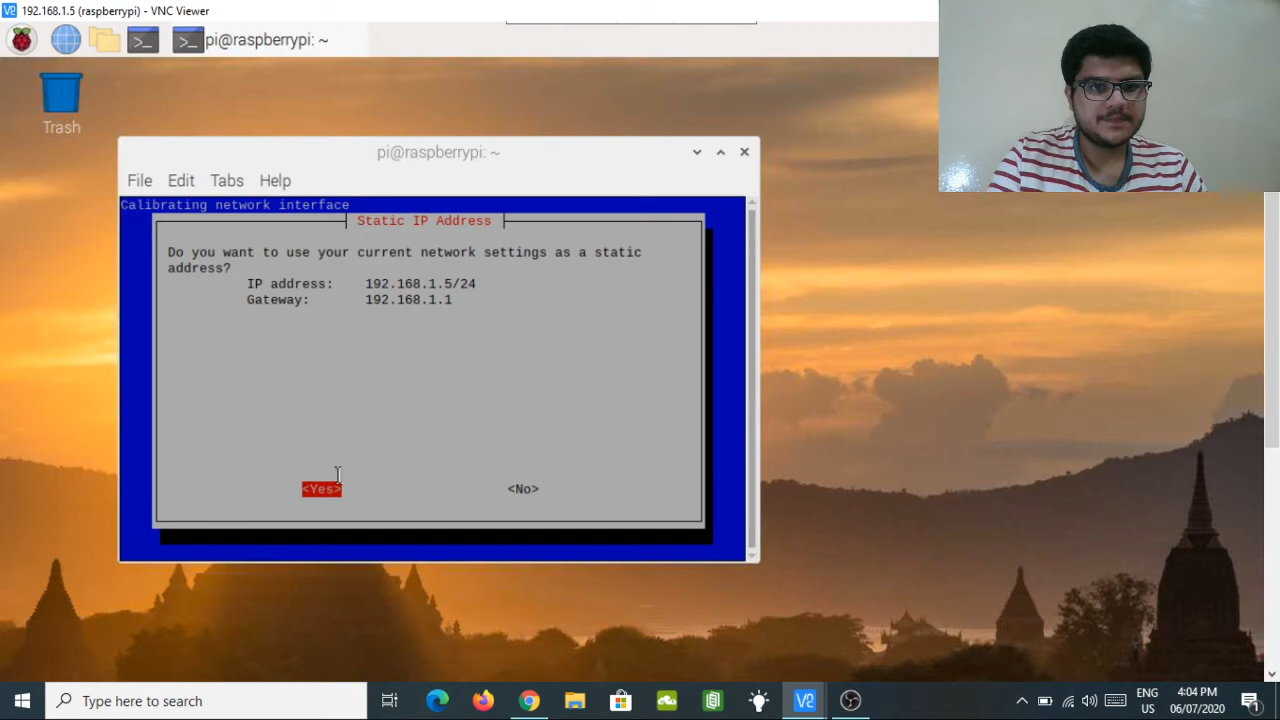 192.168.1.5 (raspberrypi) - VNC Viewer
pi@raspberrypi: ~
Trash
pi@raspberrypi: ~
File Edit Tabs Help
Calibrating network interface
Static IP Address
Do you want to use your current network settings as a static
address?
IP address: 192.168.1.5/24
Gateway: 192.168.1.1
<Yes> <No>
Type here to search
ENG
US
4:04 PM
06/07/2020